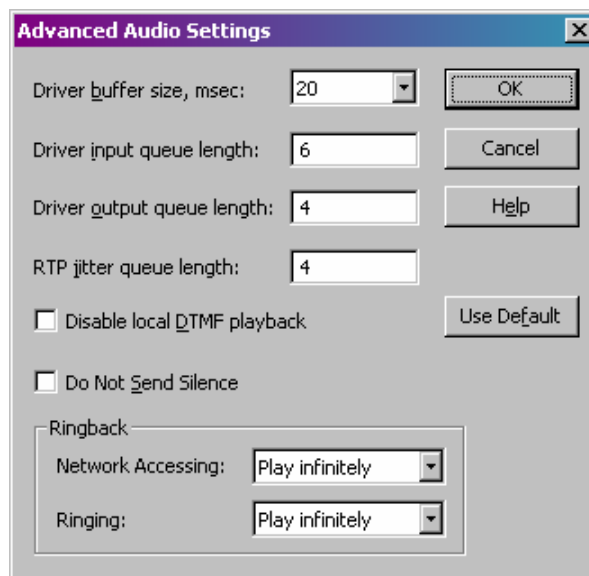 Advanced Audio Settings
Driver buffer size, msec: 20 OK
Driver input queue length: 6 Cancel
Driver output queue length: 4 Help
RTP jitter queue length: 4
Disable local DTMF playback Use Default
Do Not Send Silence
Ringback
Network Accessing: Play infinitely
Ringing: Play infinitely